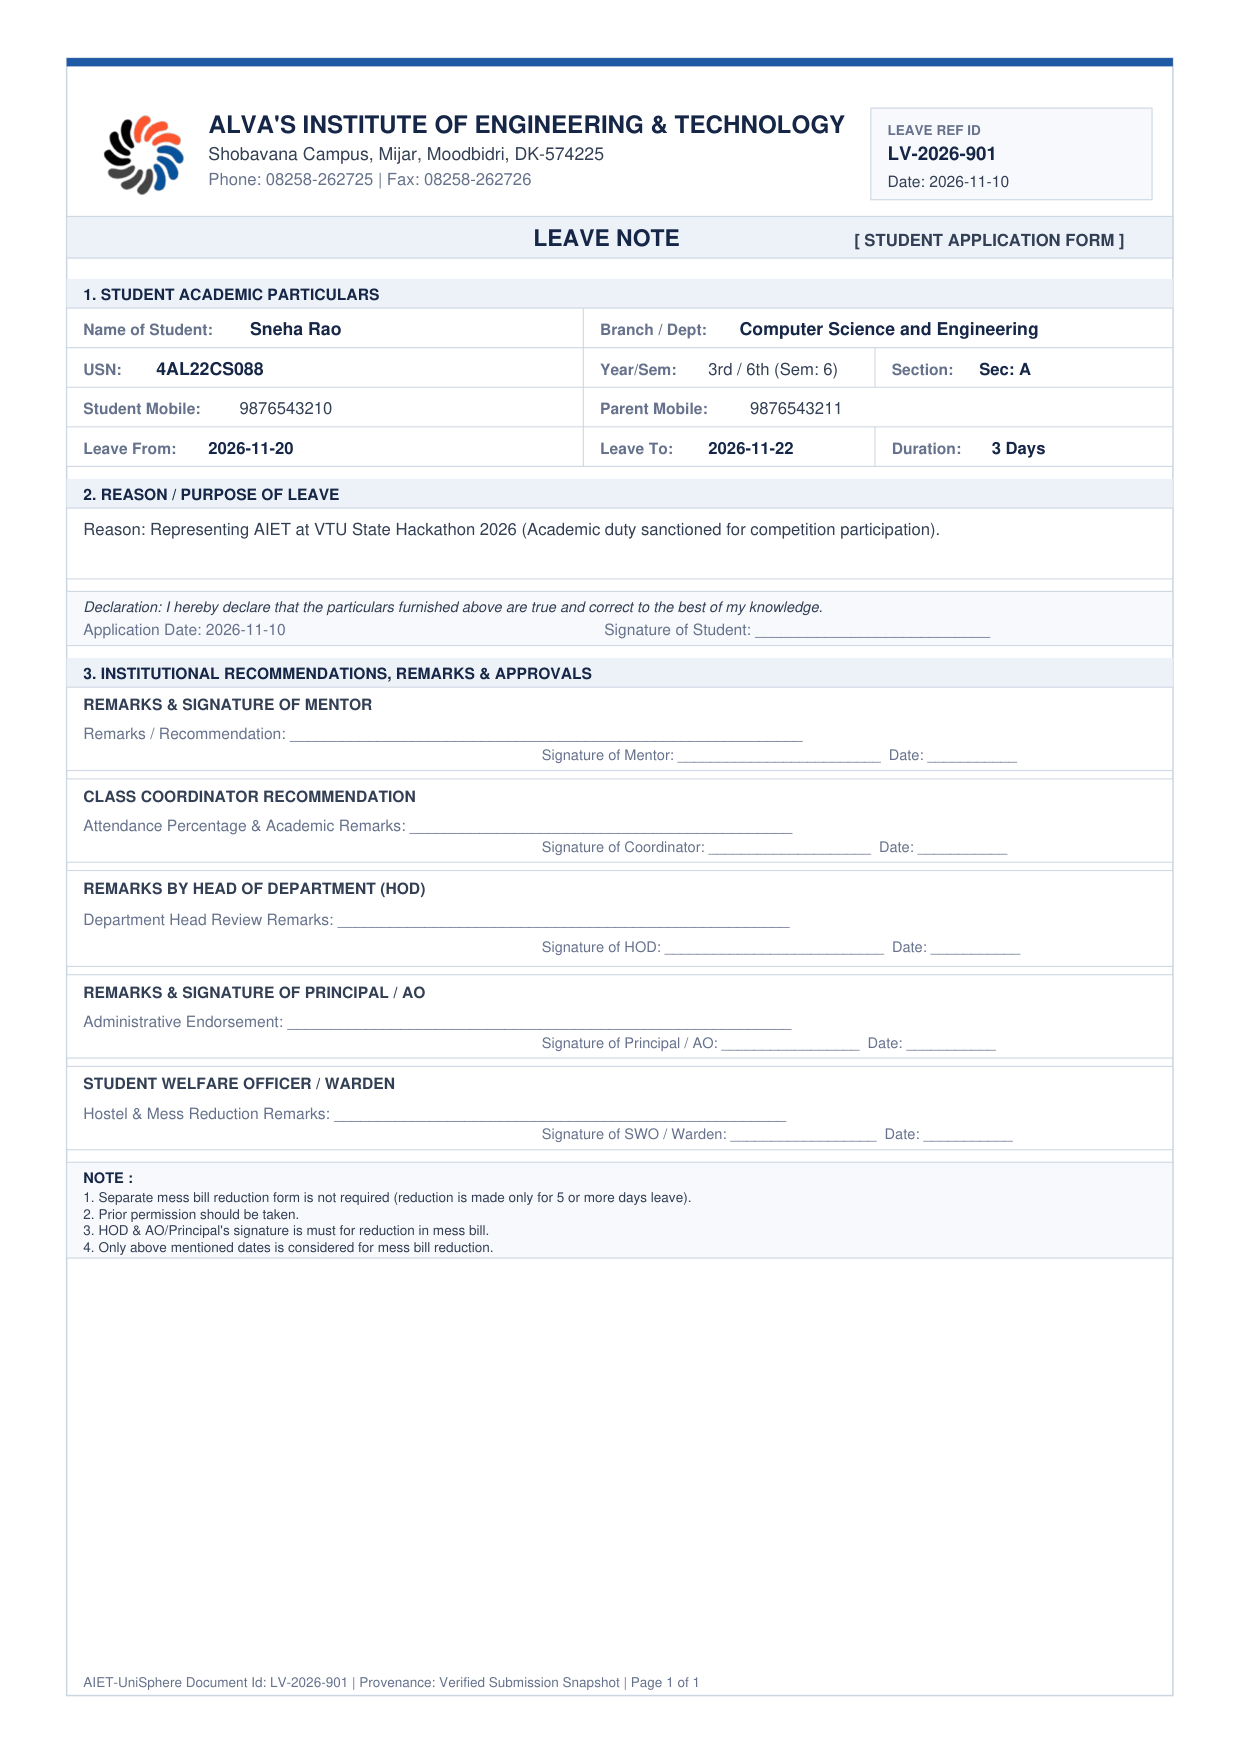 ALVA'S INSTITUTE OF ENGINEERING & TECHNOLOGY
Shobavana Campus, Mijar, Moodbidri, DK-574225
Phone: 08258-262725 | Fax: 08258-262726
LEAVE REF ID
LV-2026-901
Date: 2026-11-10
LEAVE NOTE [ STUDENT APPLICATION FORM ]
1. STUDENT ACADEMIC PARTICULARS
Name of Student: Sneha Rao Branch / Dept: Computer Science and Engineering
USN: 4AL22CS088 Year/Sem: 3rd / 6th (Sem: 6) Section: Sec: A
Student Mobile: 9876543210 Parent Mobile: 9876543211
Leave From: 2026-11-20 Leave To: 2026-11-22 Duration: 3 Days
2. REASON / PURPOSE OF LEAVE
Reason: Representing AIET at VTU State Hackathon 2026 (Academic duty sanctioned for competition participation).
Declaration: I hereby declare that the particulars furnished above are true and correct to the best of my knowledge.
Application Date: 2026-11-10 Signature of Student: ____________________________
3. INSTITUTIONAL RECOMMENDATIONS, REMARKS & APPROVALS
REMARKS & SIGNATURE OF MENTOR
Remarks / Recommendation: _______________________________________________________________
Signature of Mentor: _________________________ Date: ___________
CLASS COORDINATOR RECOMMENDATION
Attendance Percentage & Academic Remarks: _______________________________________________
Signature of Coordinator: ____________________ Date: ___________
REMARKS BY HEAD OF DEPARTMENT (HOD)
Department Head Review Remarks: ________________________________________________________
Signature of HOD: ___________________________ Date: ___________
REMARKS & SIGNATURE OF PRINCIPAL / AO
Administrative Endorsement: ______________________________________________________________
Signature of Principal / AO: _________________ Date: ___________
STUDENT WELFARE OFFICER / WARDEN
Hostel & Mess Reduction Remarks: ________________________________________________________
Signature of SWO / Warden: __________________ Date: ___________
NOTE :
1. Separate mess bill reduction form is not required (reduction is made only for 5 or more days leave).
2. Prior permission should be taken.
3. HOD & AO/Principal's signature is must for reduction in mess bill.
4. Only above mentioned dates is considered for mess bill reduction.
AIET-UniSphere Document Id: LV-2026-901 | Provenance: Verified Submission Snapshot | Page 1 of 1